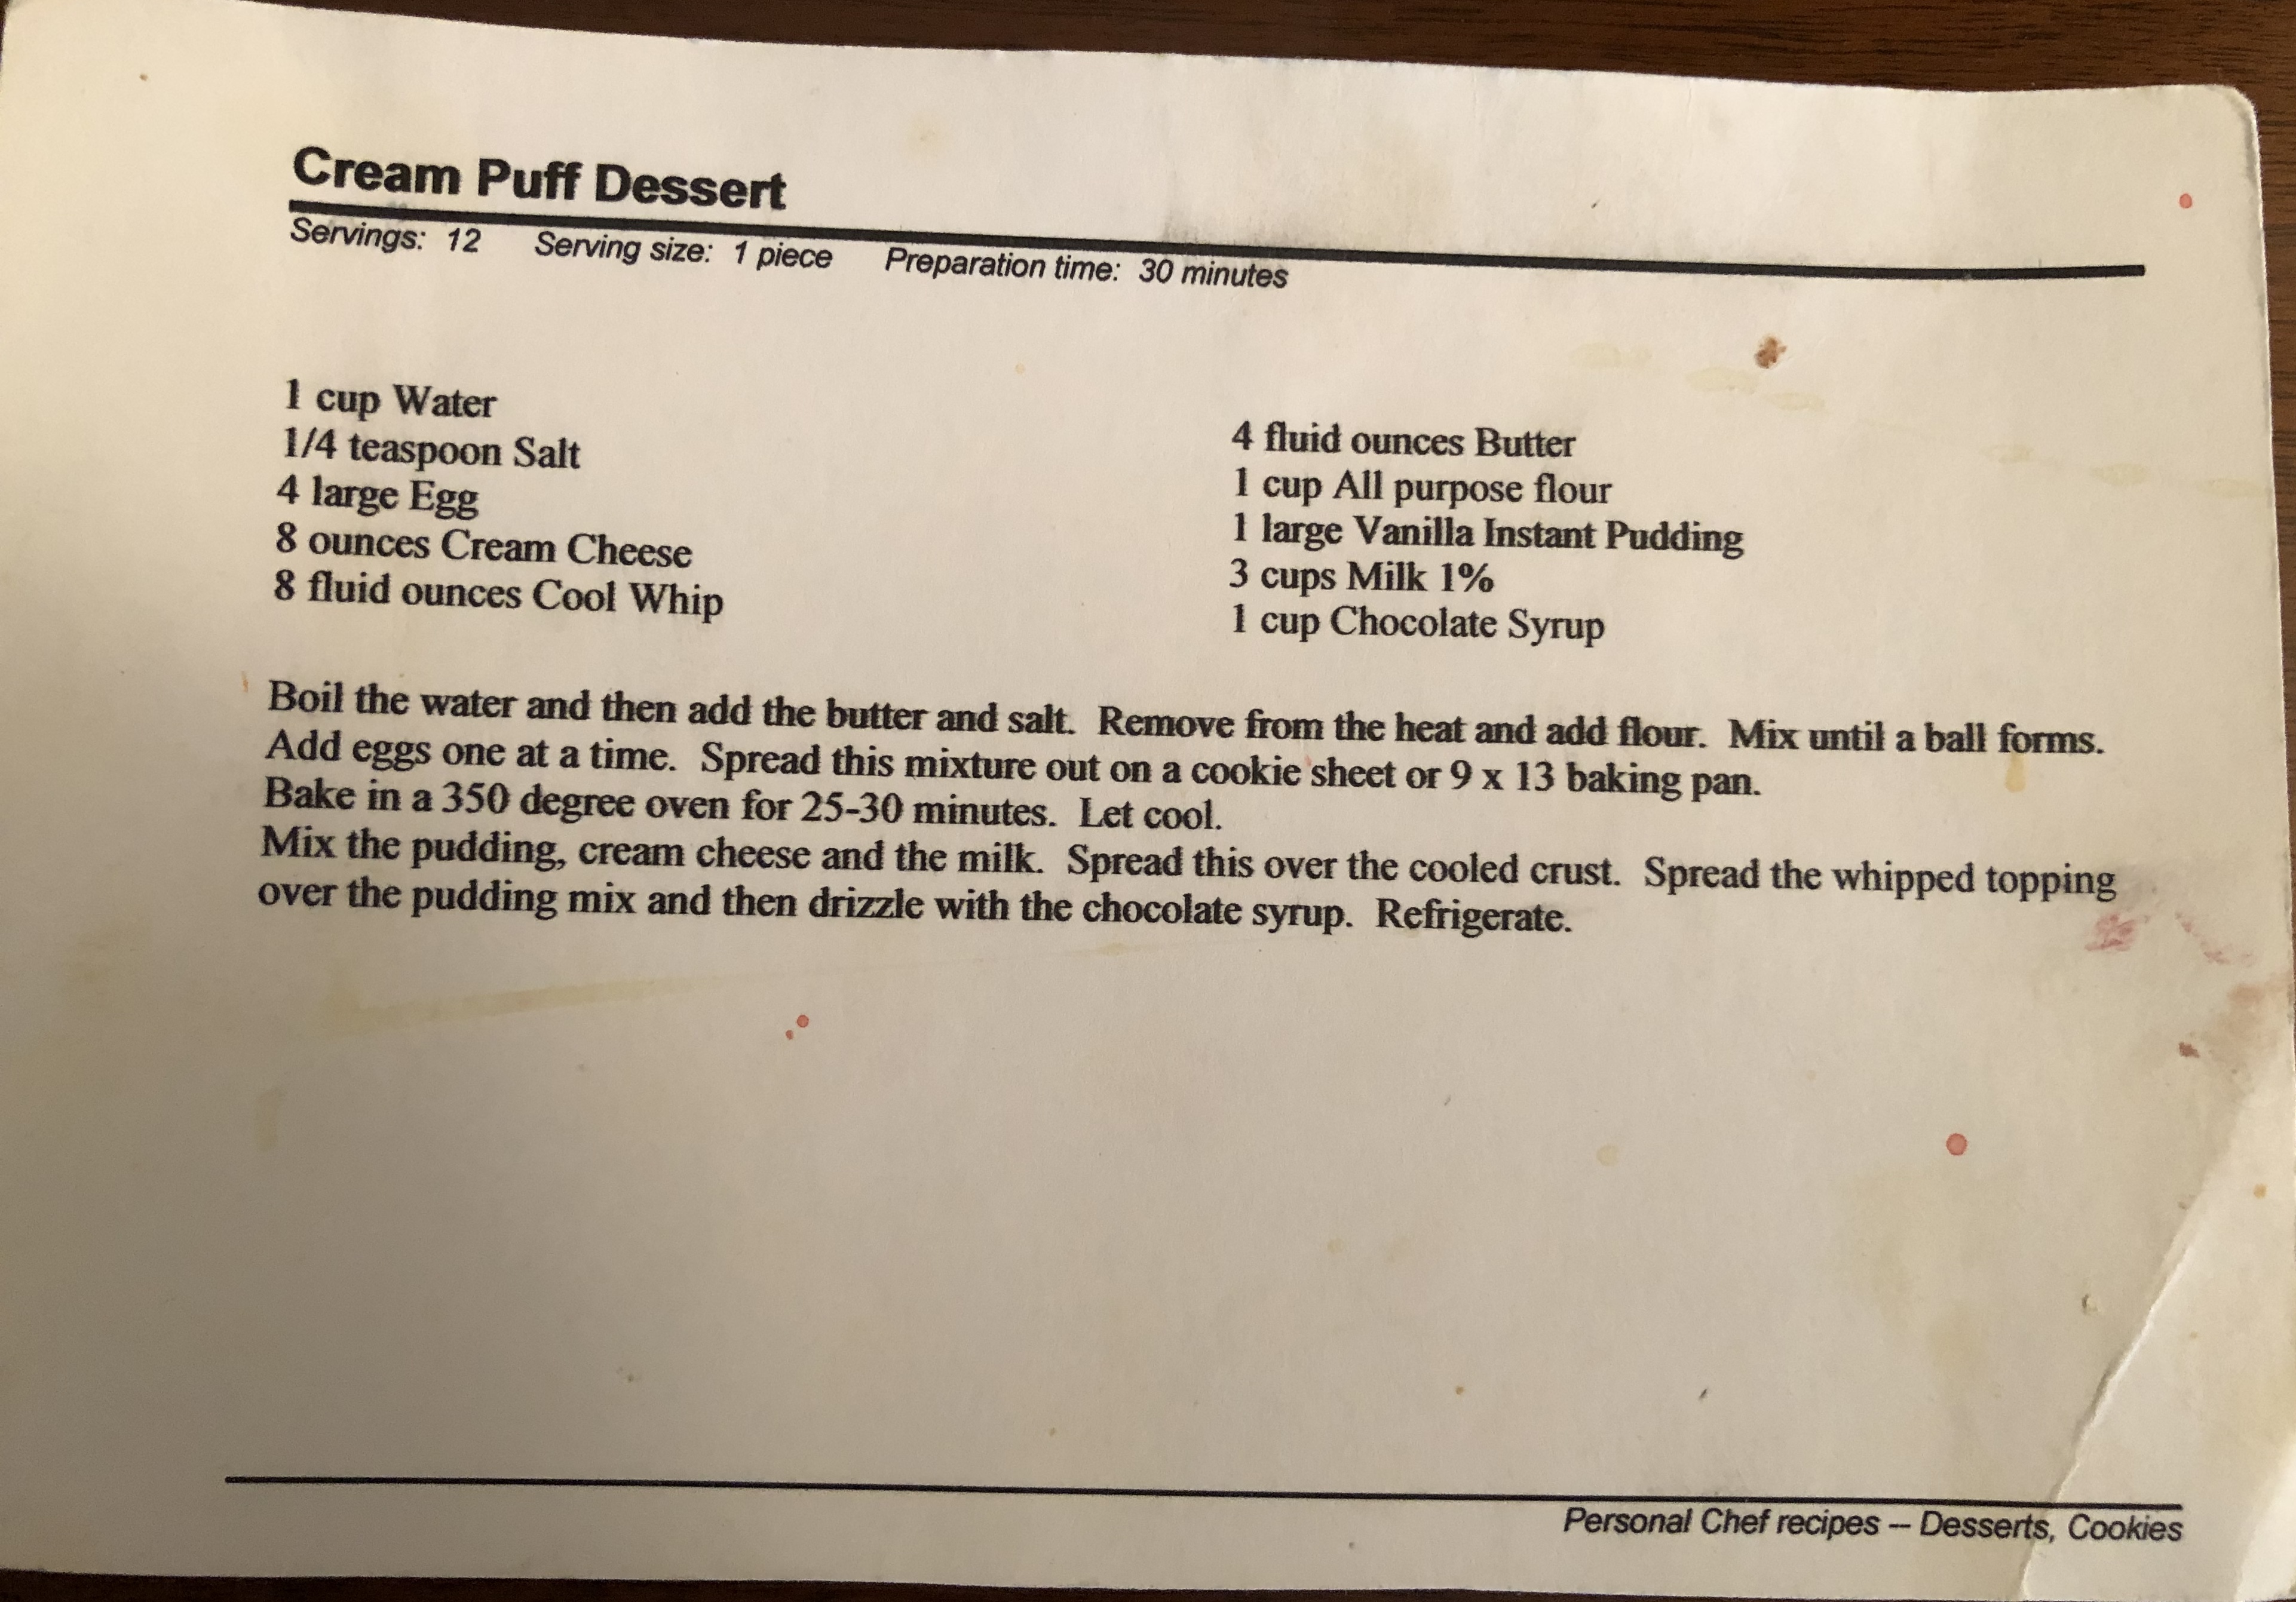 Cream Puff Dessert
Servings: 12 Serving size: 1 piece Preparation time: 30 minutes
1 cup Water
1/4 teaspoon Salt
4 large Egg
8 ounces Cream Cheese
8 fluid ounces Cool Whip
4 fluid ounces Butter
1 cup All purpose flour
1 large Vanilla Instant Pudding
3 cups Milk 1%
1 cup Chocolate Syrup
Boil the water and then add the butter and salt. Remove from the heat and add flour. Mix until a ball forms.
Add eggs one at a time. Spread this mixture out on a cookie sheet or 9 x 13 baking pan.
Bake in a 350 degree oven for 25-30 minutes. Let cool.
Mix the pudding, cream cheese and the milk. Spread this over the cooled crust. Spread the whipped topping
over the pudding mix and then drizzle with the chocolate syrup. Refrigerate.
Personal Chef recipes -- Desserts, Cookies